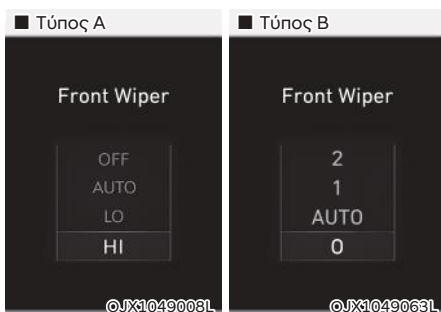 ■ Τύπος A
Front Wiper
OFF
AUTO
LO
HI
OJX1049008L
■ Τύπος B
Front Wiper
2
1
AUTO
0
OJX1049063L